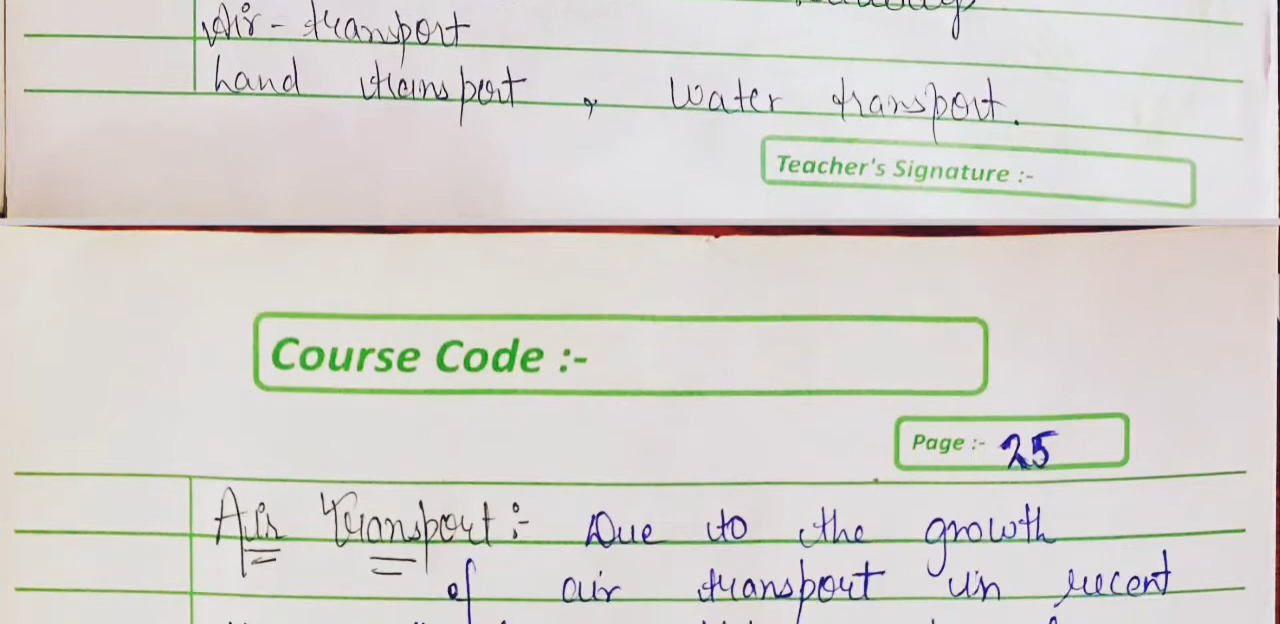 Air - transport
Land transport , Water transport.
Teacher's Signature :-
Course Code :-
Page :- 25
Air Transport :- Due to the growth
of air transport in recent